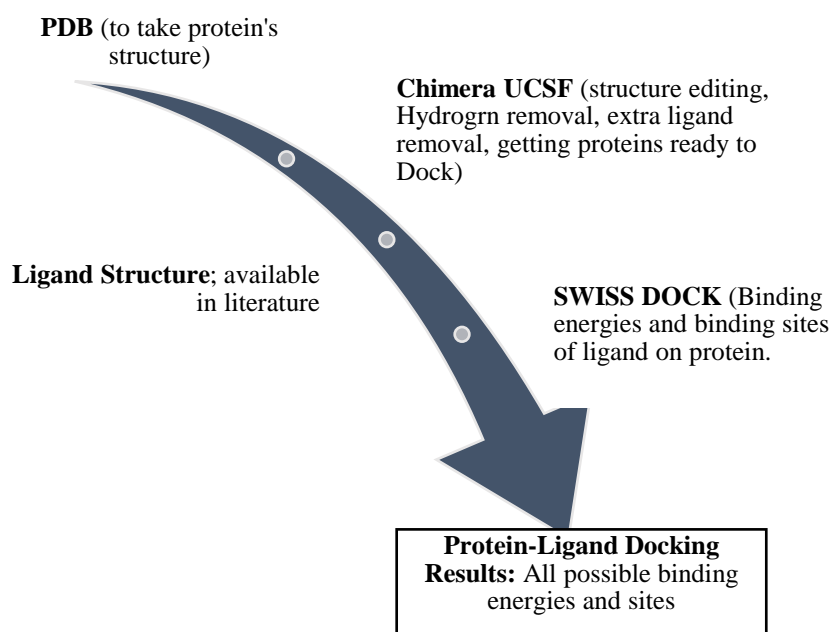 PDB (to take protein's
structure)
Chimera UCSF (structure editing,
Hydrogrn removal, extra ligand
removal, getting proteins ready to
Dock)
Ligand Structure; available
in literature
SWISS DOCK (Binding
energies and binding sites
of ligand on protein.
Protein-Ligand Docking
Results: All possible binding
energies and sites